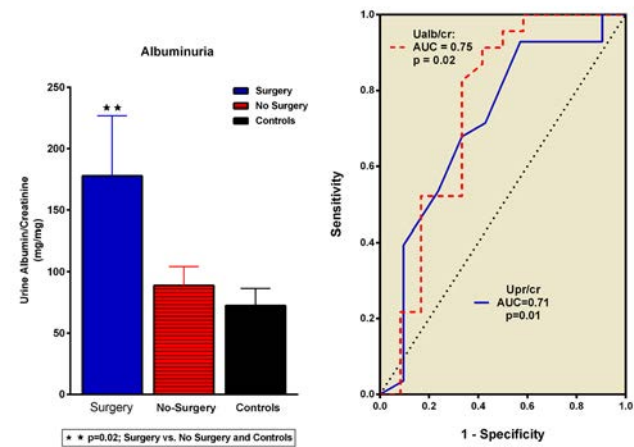 Albuminuria
Surgery
No Surgery
Controls
★★
Urine Albumin/Creatinine
(mg/mg)
250
200
150
100
50
0
Surgery
No-Surgery
Controls
★ ★ p=0.02; Surgery vs. No Surgery and Controls
Ualb/cr:
AUC = 0.75
p = 0.02
Upr/cr
AUC=0.71
p=0.01
Sensitivity
1.0
0.8
0.6
0.4
0.2
0.0
0.0
0.2
0.4
0.6
0.8
1.0
1 - Specificity